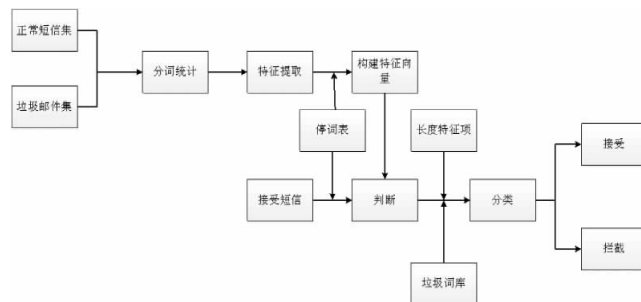 正常短信集
分词统计
特征提取
构建特征向
量
垃圾邮件集
停词表
长度特征项
接受
接受短信
判断
分类
拦截
垃圾词库